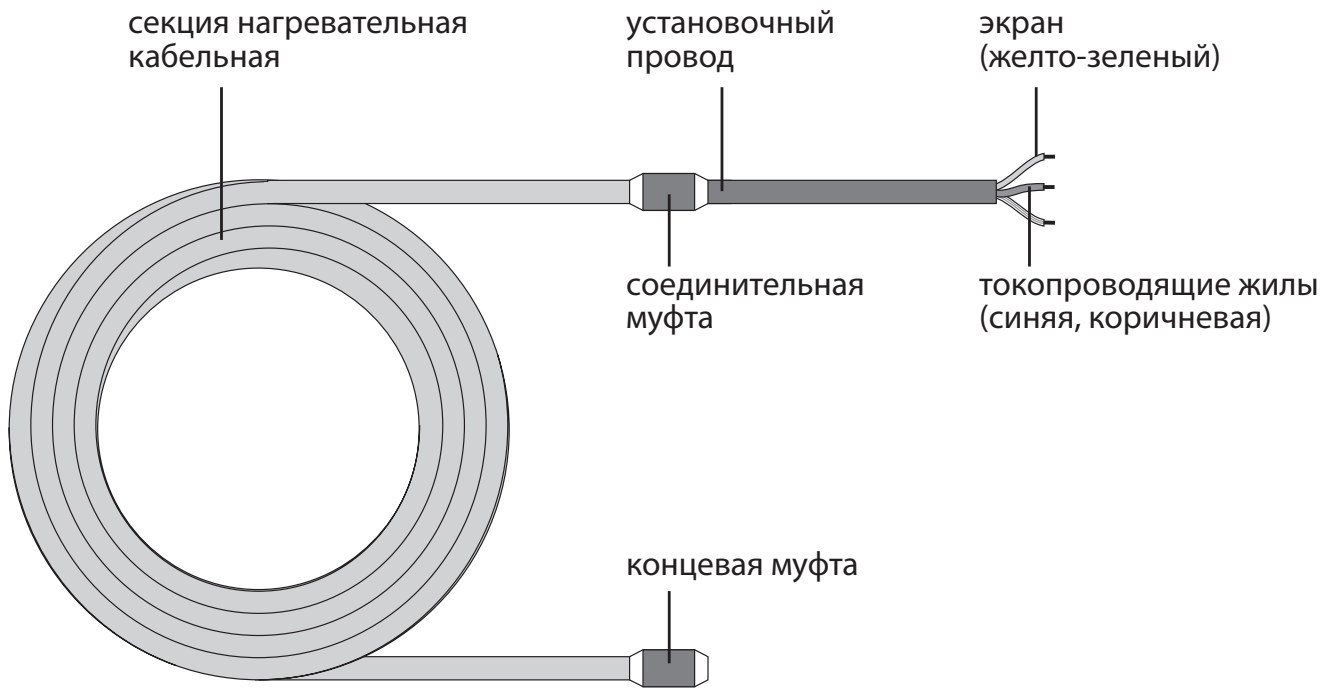 секция нагревательная
кабельная
установочный
провод
экран
(желто-зеленый)
соединительная
муфта
токопроводящие жилы
(синяя, коричневая)
концевая муфта